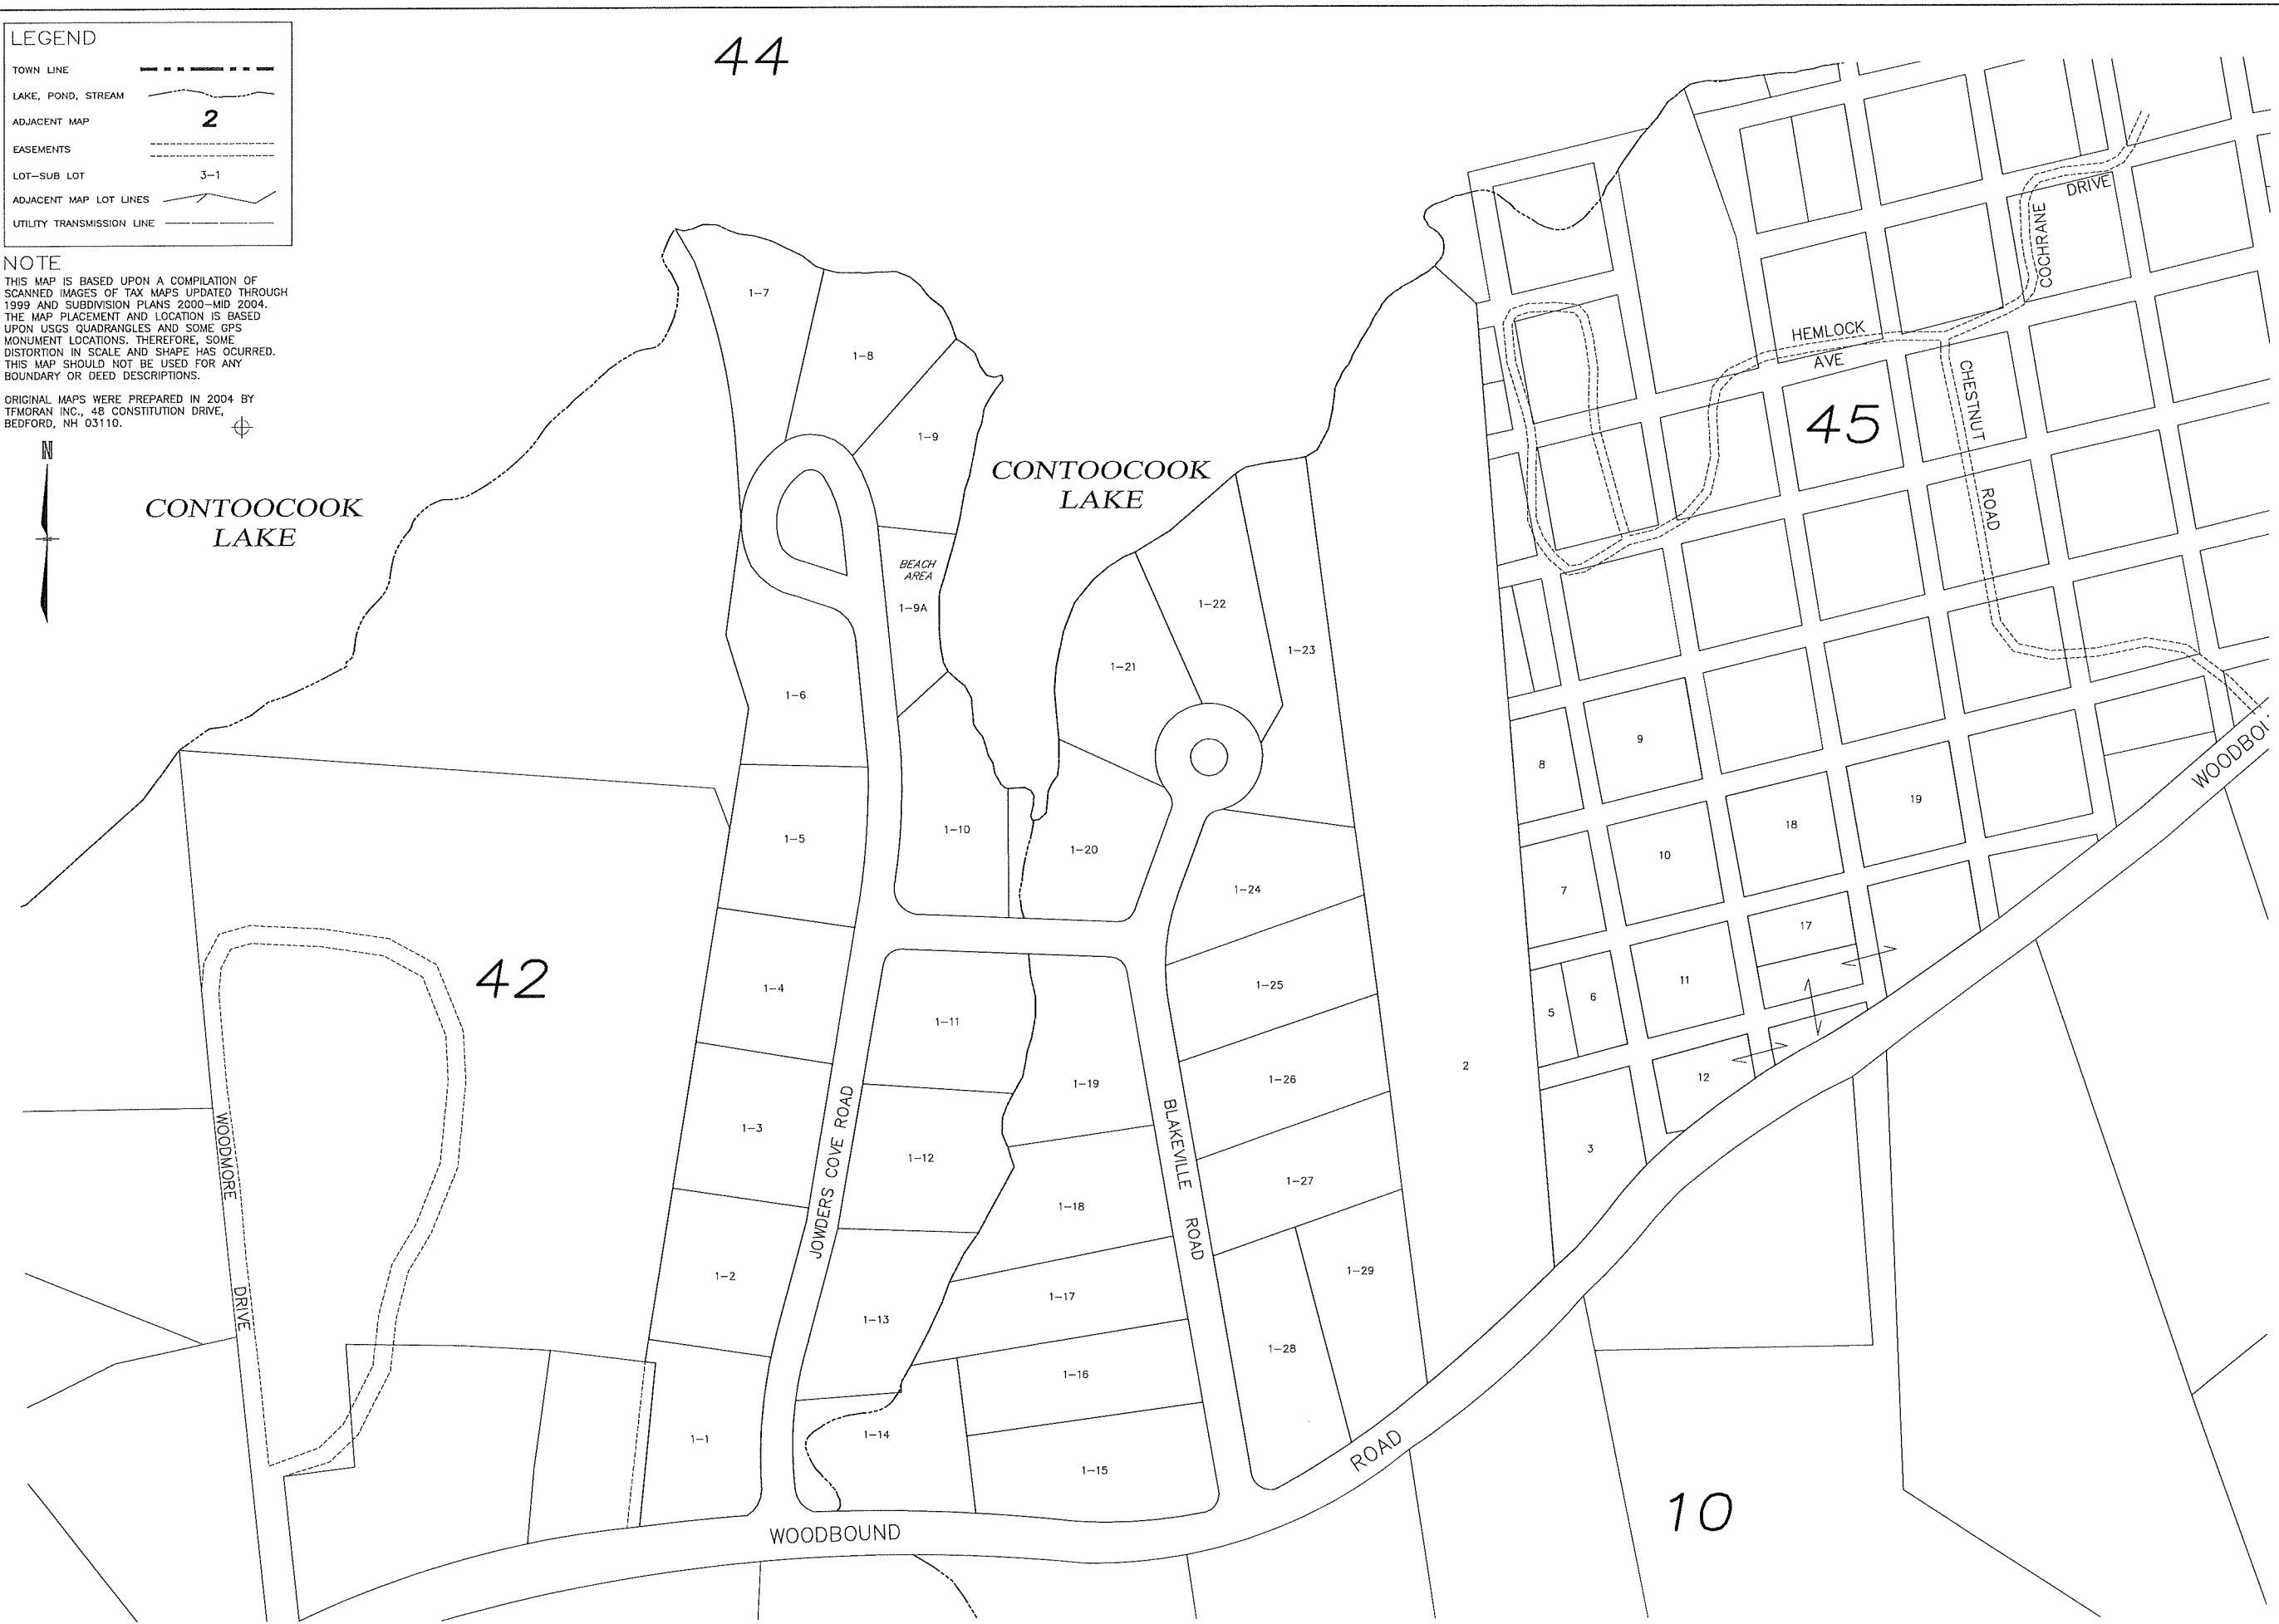 LEGEND
TOWN LINE
LAKE, POND, STREAM
ADJACENT MAP 2
EASEMENTS
LOT-SUB LOT 3-1
ADJACENT MAP LOT LINES
UTILITY TRANSMISSION LINE
NOTE
THIS MAP IS BASED UPON A COMPILATION OF
SCANNED IMAGES OF TAX MAPS UPDATED THROUGH
1999 AND SUBDIVISION PLANS 2000-MID 2004.
THE MAP PLACEMENT AND LOCATION IS BASED
UPON USGS QUADRANGLES AND SOME GPS
MONUMENT LOCATIONS. THEREFORE, SOME
DISTORTION IN SCALE AND SHAPE HAS OCURRED.
THIS MAP SHOULD NOT BE USED FOR ANY
BOUNDARY OR DEED DESCRIPTIONS.
ORIGINAL MAPS WERE PREPARED IN 2004 BY
TFMORAN INC., 48 CONSTITUTION DRIVE,
BEDFORD, NH 03110.
N
44
CONTOOCOOK
LAKE
CONTOOCOOK
LAKE
1-7
1-8
1-9
BEACH
AREA
1-9A
1-6
1-5
1-10
1-4
1-3
1-2
1-1
1-11
1-12
1-13
1-14
JOWDERS COVE ROAD
42
WOODMORE
DRIVE
1-22
1-23
1-21
1-20
1-24
1-25
1-26
1-27
1-28
1-29
1-19
1-18
1-17
1-16
1-15
BLAKEVILLE
ROAD
COCHRANE
DRIVE
HEMLOCK
AVE
45
CHESTNUT
ROAD
9
8
19
18
10
7
17
11
6
5
12
2
3
WOODBOU
ROAD
WOODBOUND
10